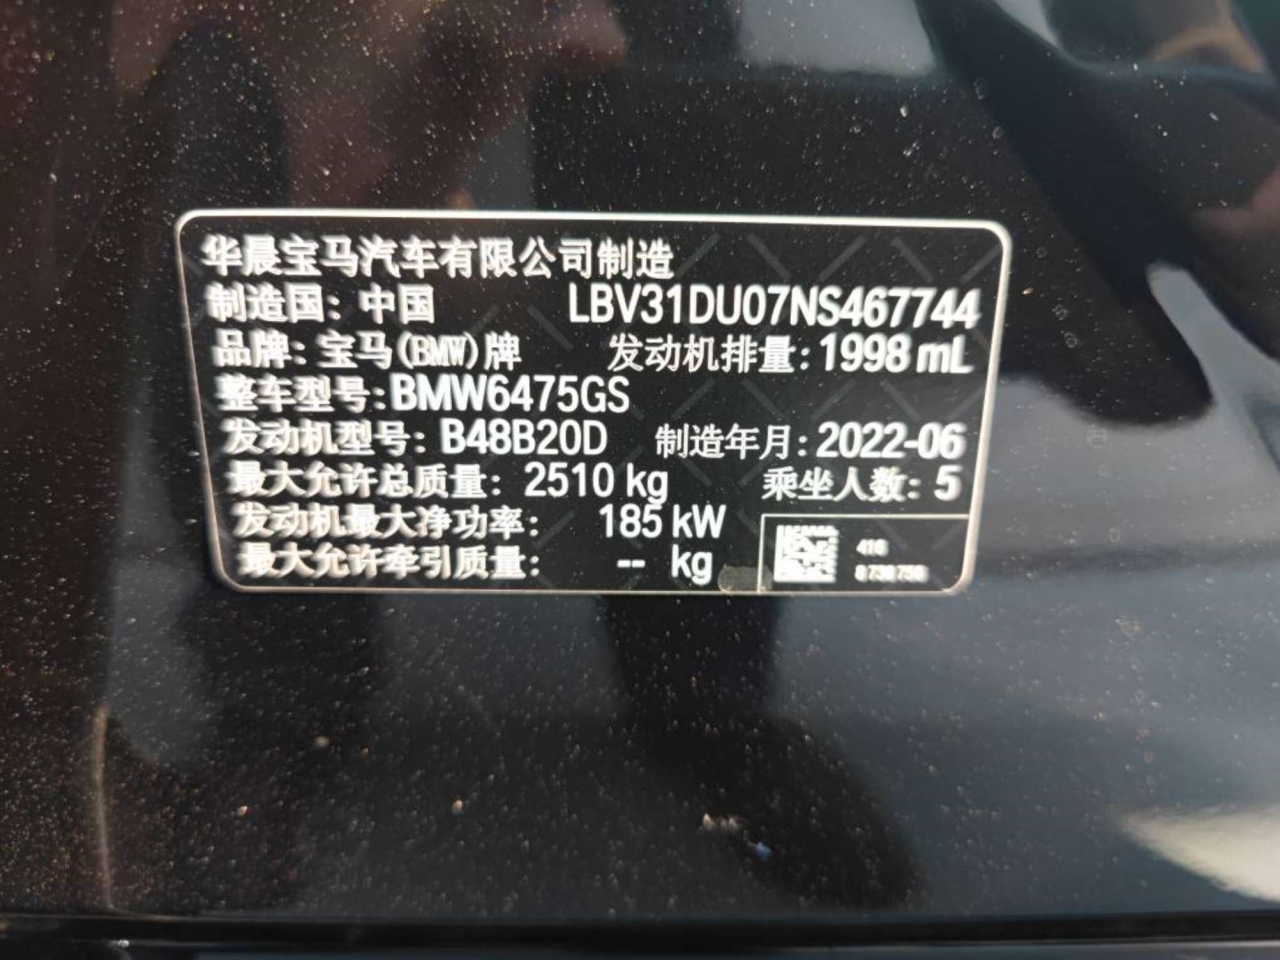 华晨宝马汽车有限公司制造
制造国：中国 LBV31DU07NS467744
品牌：宝马(BMW)牌 发动机排量：1998 mL
整车型号：BMW6475GS
发动机型号：B48B20D 制造年月：2022-06
最大允许总质量：2510 kg 乘坐人数：5
发动机最大净功率：185 kW
最大允许牵引质量：-- kg
416